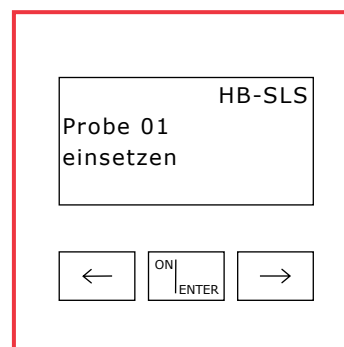 HB-SLS
Probe 01
einsetzen
←
ON
ENTER
→